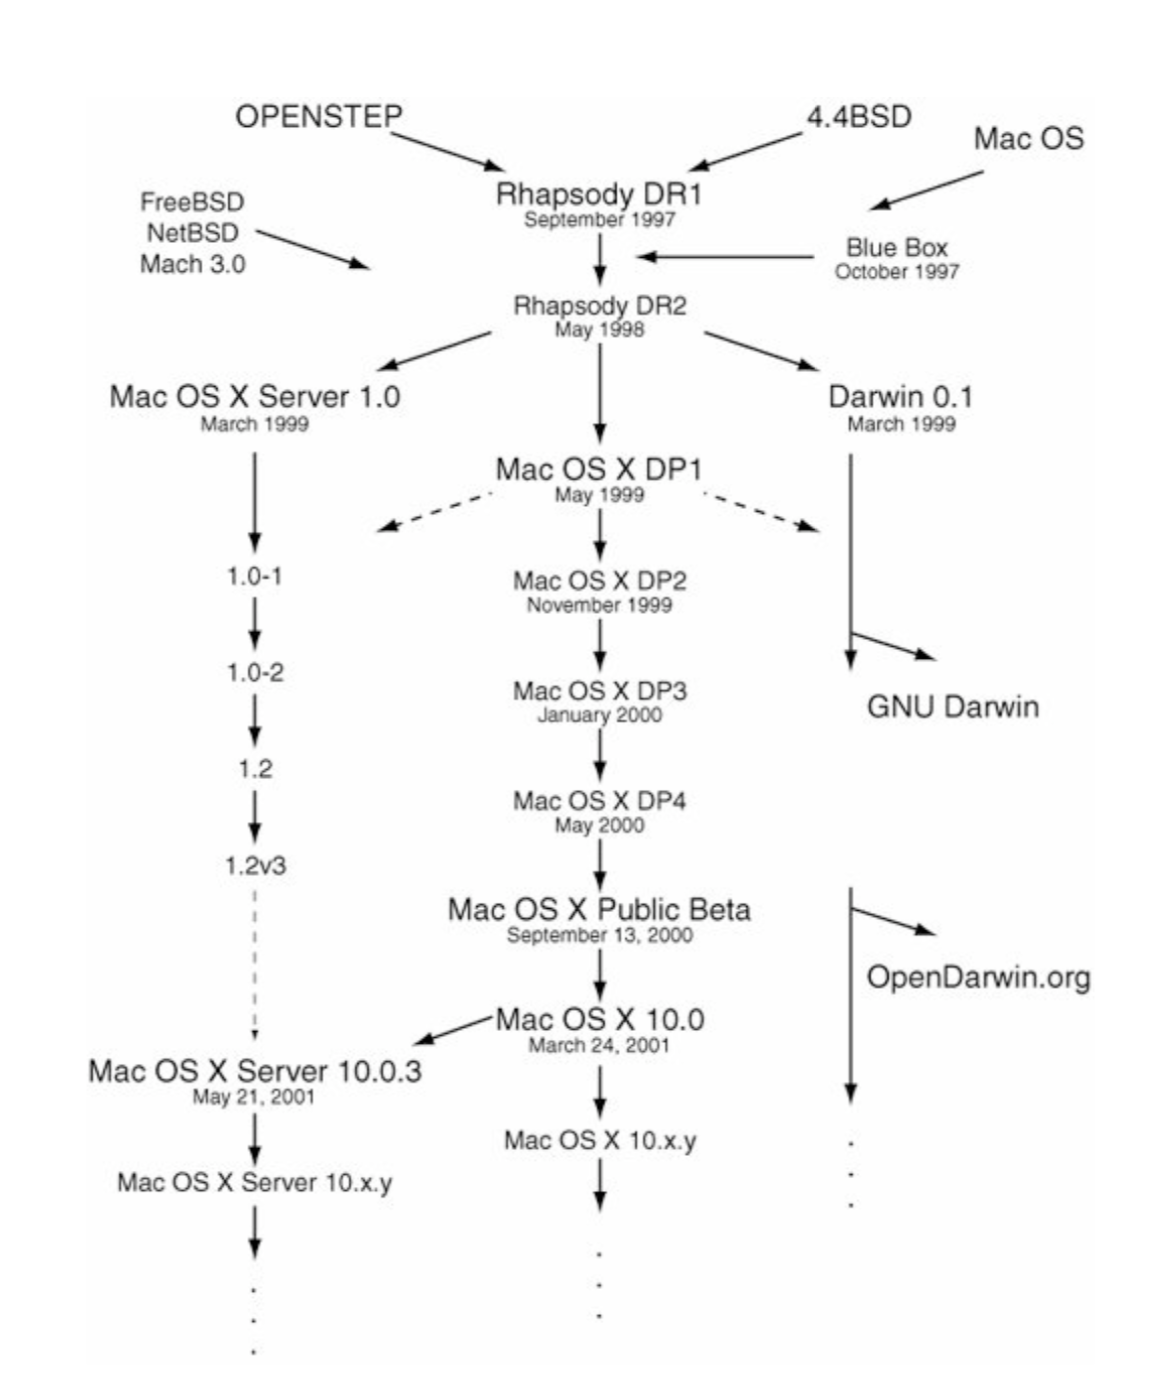 OPENSTEP
4.4BSD
Mac OS
Rhapsody DR1
September 1997
FreeBSD
NetBSD
Mach 3.0
Blue Box
October 1997
Rhapsody DR2
May 1998
Mac OS X Server 1.0
March 1999
Darwin 0.1
March 1999
Mac OS X DP1
May 1999
1.0-1
Mac OS X DP2
November 1999
1.0-2
Mac OS X DP3
January 2000
GNU Darwin
1.2
Mac OS X DP4
May 2000
1.2v3
Mac OS X Public Beta
September 13, 2000
OpenDarwin.org
Mac OS X 10.0
March 24, 2001
Mac OS X Server 10.0.3
May 21, 2001
Mac OS X 10.x.y
Mac OS X Server 10.x.y